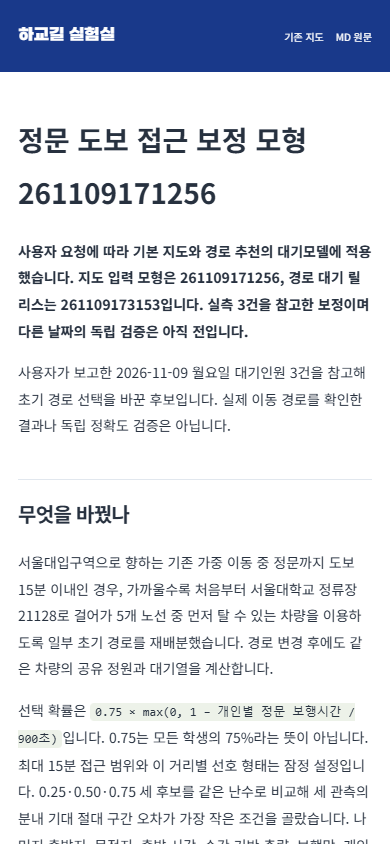 하교길 실험실
기존 지도 MD 원문
정문 도보 접근 보정 모형
261109171256
사용자 요청에 따라 기본 지도와 경로 추천의 대기모델에 적용
했습니다. 지도 입력 모형은 261109171256, 경로 대기 릴
리스는 261109173153입니다. 실측 3건을 참고한 보정이며
다른 날짜의 독립 검증은 아직 전입니다.
사용자가 보고한 2026-11-09 월요일 대기인원 3건을 참고해
초기 경로 선택을 바꾼 후보입니다. 실제 이동 경로를 확인한
결과나 독립 정확도 검증은 아닙니다.
무엇을 바꿨나
서울대입구역으로 향하는 기존 가중 이동 중 정문까지 도보
15분 이내인 경우, 가까울수록 처음부터 서울대학교 정류장
21128로 걸어가 5개 노선 중 먼저 탈 수 있는 차량을 이용하
도록 일부 초기 경로를 재배분했습니다. 경로 변경 후에도 같
은 차량의 공유 정원과 대기열을 계산합니다.
선택 확률은 0.75 × max(0, 1 - 개인별 정문 보행시간 /
900초) 입니다. 0.75는 모든 학생의 75%라는 뜻이 아닙니다.
최대 15분 접근 범위와 이 거리별 선호 형태는 잠정 설정입니
다. 0.25·0.50·0.75 세 후보를 같은 난수로 비교해 세 관측의
분내 기대 절대 구간 오차가 가장 작은 조건을 골랐습니다. 나